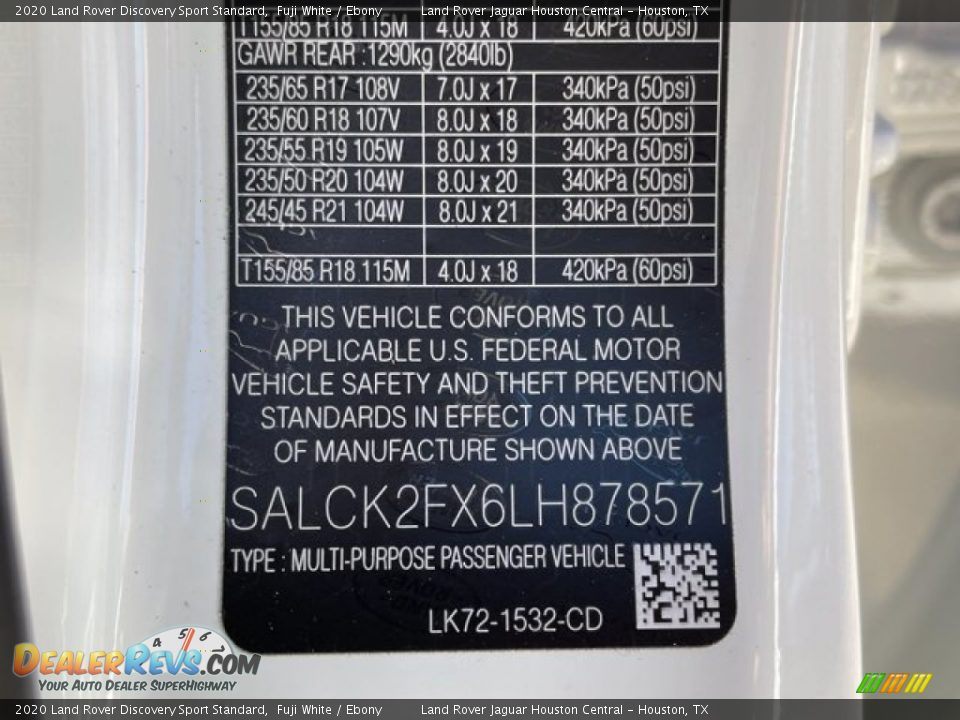 2020 Land Rover Discovery Sport Standard, Fuji White / Ebony Land Rover Jaguar Houston Central - Houston, TX
T155/85 R18 115M 4.0J x 18 420kPa (60psi)
GAWR REAR : 1290kg (2840lb)
235/65 R17 108V 7.0J x 17 340kPa (50psi)
235/60 R18 107V 8.0J x 18 340kPa (50psi)
235/55 R19 105W 8.0J x 19 340kPa (50psi)
235/50 R20 104W 8.0J x 20 340kPa (50psi)
245/45 R21 104W 8.0J x 21 340kPa (50psi)
T155/85 R18 115M 4.0J x 18 420kPa (60psi)
THIS VEHICLE CONFORMS TO ALL
APPLICABLE U.S. FEDERAL MOTOR
VEHICLE SAFETY AND THEFT PREVENTION
STANDARDS IN EFFECT ON THE DATE
OF MANUFACTURE SHOWN ABOVE
SALCK2FX6LH878571
TYPE : MULTI-PURPOSE PASSENGER VEHICLE
LK72-1532-CD
4 5 6
DEALERREVS.COM
YOUR AUTO DEALER SUPERHIGHWAY
2020 Land Rover Discovery Sport Standard, Fuji White / Ebony Land Rover Jaguar Houston Central - Houston, TX